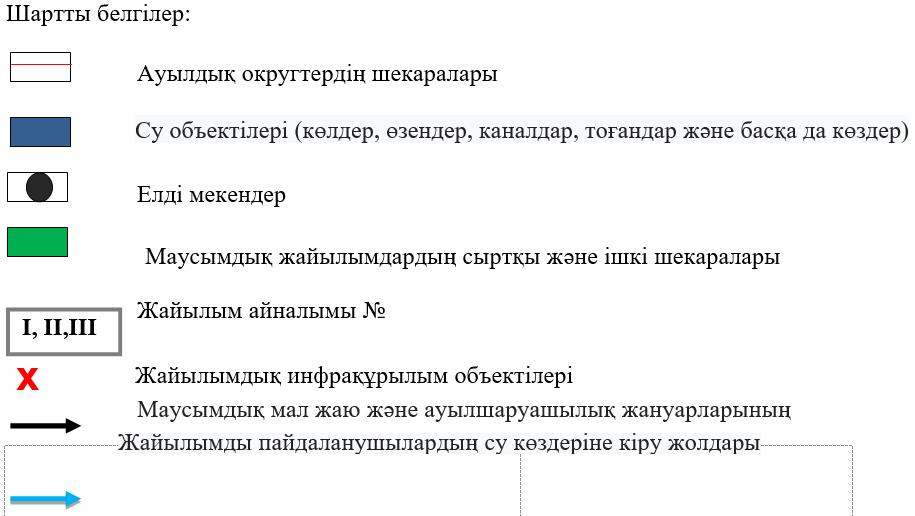 Шартты белгілер:
Ауылдық округтердің шекаралары
Су объектілері (көлдер, өзендер, каналдар, тоғандар және басқа да көздер)
Елді мекендер
Маусымдық жайылымдардың сыртқы және ішкі шекаралары
Жайылым айналымы №
I, II,III
X
Жайылымдық инфрақұрылым объектілері
Маусымдық мал жаю және ауылшаруашылық жануарларының
Жайылымды пайдаланушылардың су көздеріне кіру жолдары